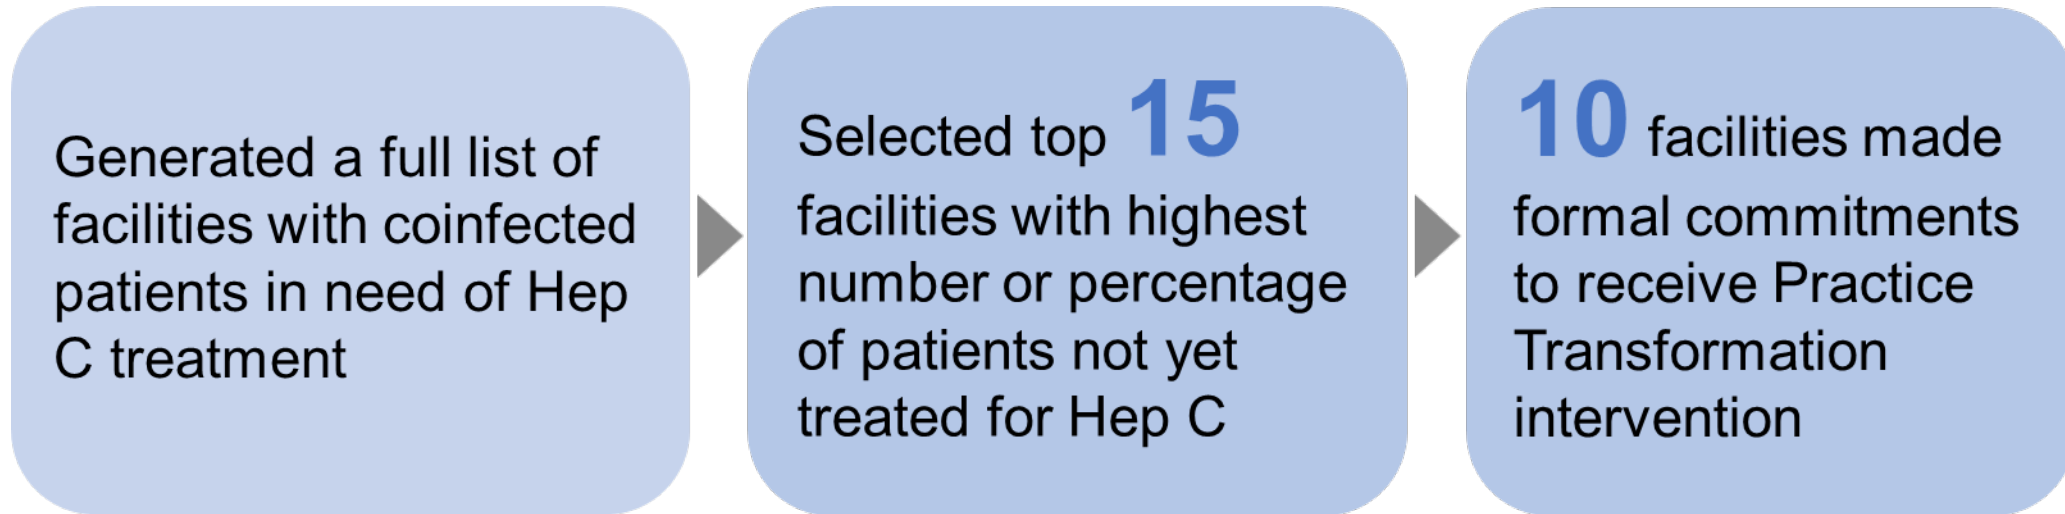 Generated a full list of
facilities with coinfected
patients in need of Hep
C treatment
Selected top 15
facilities with highest
number or percentage
of patients not yet
treated for Hep C
10 facilities made
formal commitments
to receive Practice
Transformation
intervention